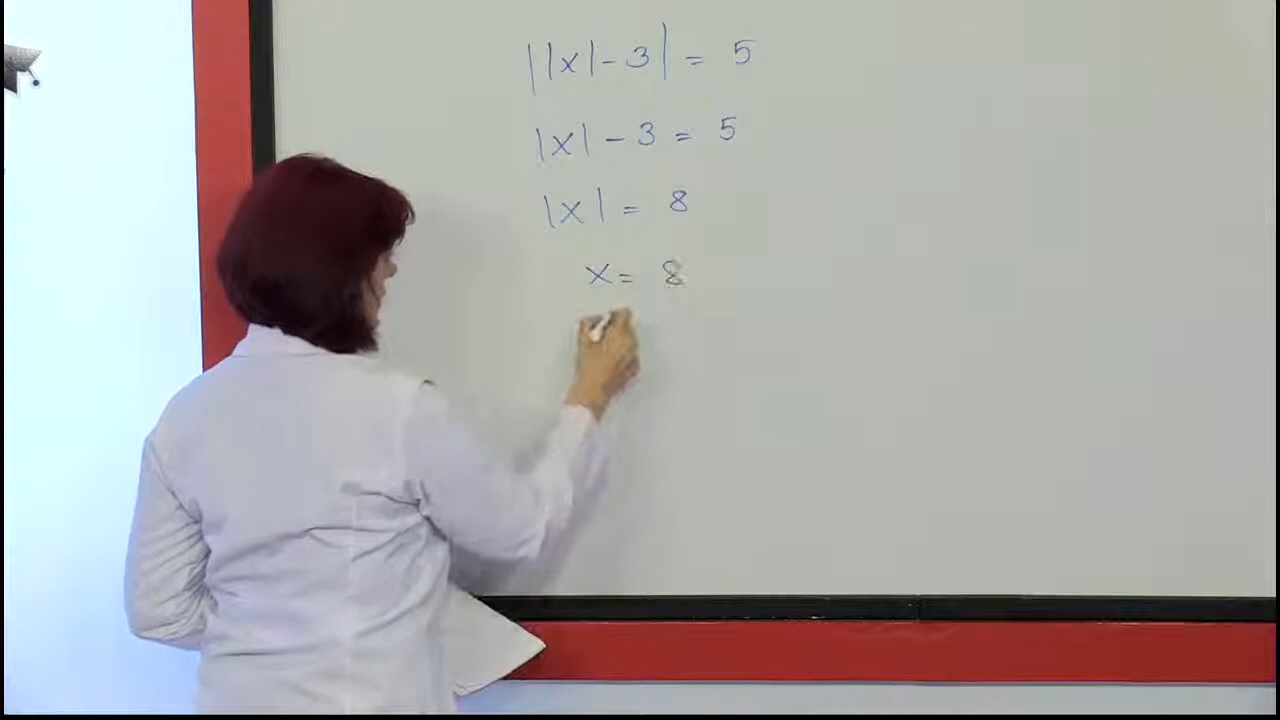 ||x|-3| = 5
|x| - 3 = 5
|x| = 8
x = 8